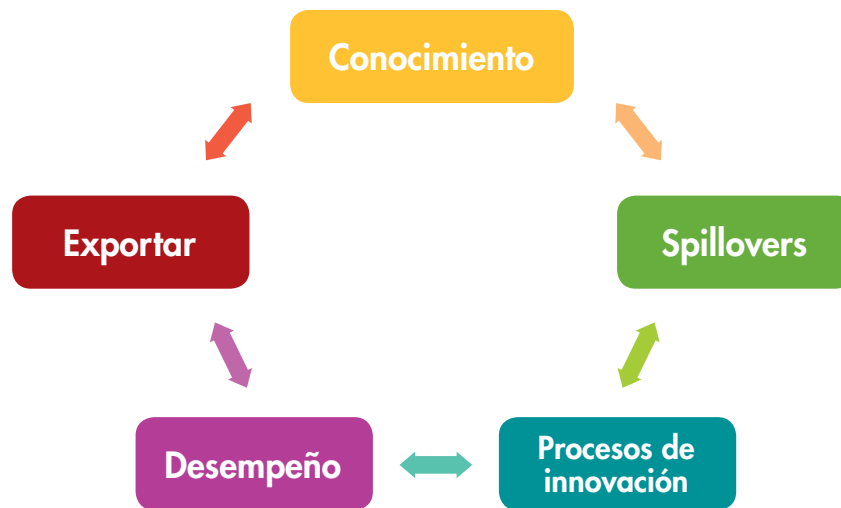 Conocimiento
Exportar
Spillovers
Desempeño
Procesos de
innovación